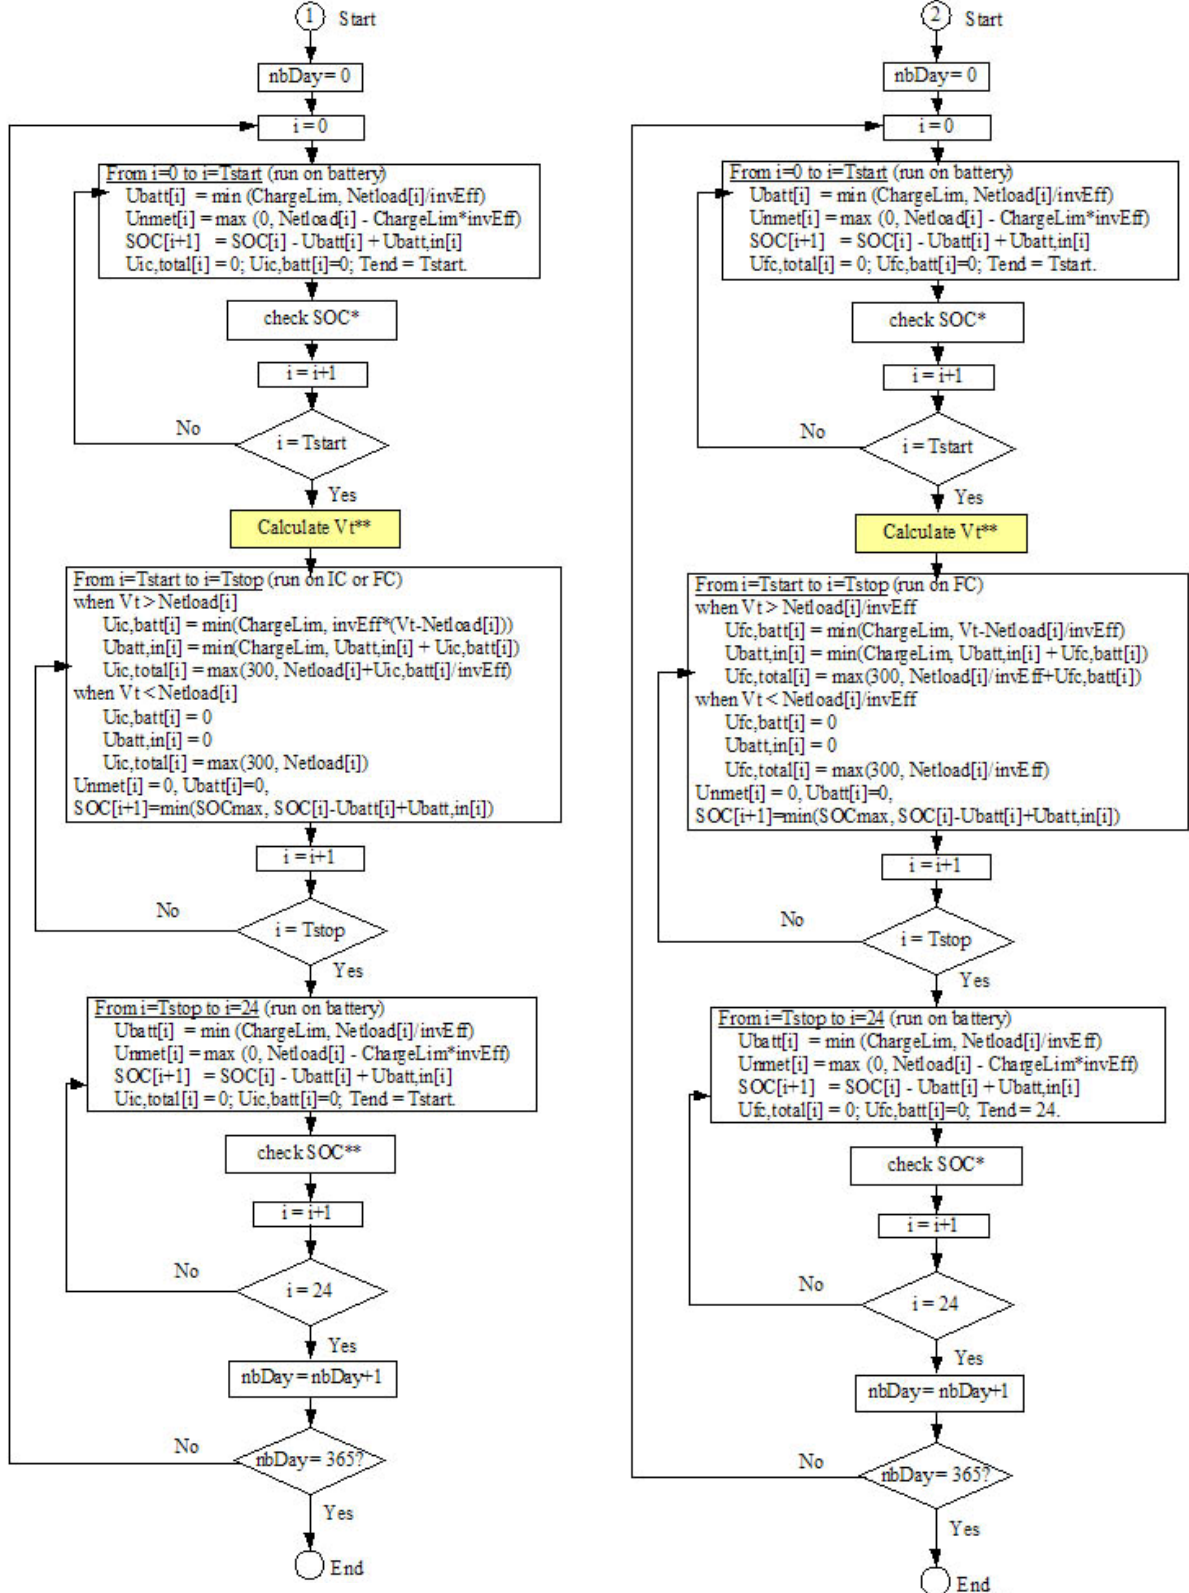 1 Start
nbDay= 0
i = 0
From i=0 to i=Tstart (run on battery)
Ubatt[i] = min (ChargeLim, Netload[i]/invEff)
Unmet[i] = max (0, Netload[i] - ChargeLim*invEff)
SOC[i+1] = SOC[i] - Ubatt[i] + Ubatt,in[i]
Uic,total[i] = 0; Uic,batt[i]=0; Tend = Tstart.
check SOC*
i = i+1
No
i = Tstart
Yes
Calculate Vt**
From i=Tstart to i=Tstop (run on IC or FC)
when Vt > Netload[i]
Uic,batt[i] = min(ChargeLim, invEff*(Vt-Netload[i]))
Ubatt,in[i] = min(ChargeLim, Ubatt,in[i] + Uic,batt[i])
Uic,total[i] = max(300, Netload[i]+Uic,batt[i]/invEff)
when Vt < Netload[i]
Uic,batt[i] = 0
Ubatt,in[i] = 0
Uic,total[i] = max(300, Netload[i])
Unmet[i] = 0, Ubatt[i]=0,
SOC[i+1]=min(SOCmax, SOC[i]-Ubatt[i]+Ubatt,in[i])
i = i+1
No
i = Tstop
Yes
From i=Tstop to i=24 (run on battery)
Ubatt[i] = min (ChargeLim, Netload[i]/invEff)
Unmet[i] = max (0, Netload[i] - ChargeLim*invEff)
SOC[i+1] = SOC[i] - Ubatt[i] + Ubatt,in[i]
Uic,total[i] = 0; Uic,batt[i]=0; Tend = Tstart.
check SOC**
i = i+1
No
i = 24
Yes
nbDay= nbDay+1
No
nbDay= 365?
Yes
End
2 Start
nbDay= 0
i = 0
From i=0 to i=Tstart (run on battery)
Ubatt[i] = min (ChargeLim, Netload[i]/invEff)
Unmet[i] = max (0, Netload[i] - ChargeLim*invEff)
SOC[i+1] = SOC[i] - Ubatt[i] + Ubatt,in[i]
Ufc,total[i] = 0; Ufc,batt[i]=0; Tend = Tstart.
check SOC*
i = i+1
No
i = Tstart
Yes
Calculate Vt**
From i=Tstart to i=Tstop (run on FC)
when Vt > Netload[i]/invEff
Ufc,batt[i] = min(ChargeLim, Vt-Netload[i]/invEff)
Ubatt,in[i] = min(ChargeLim, Ubatt,in[i] + Ufc,batt[i])
Ufc,total[i] = max(300, Netload[i]/invEff+Ufc,batt[i])
when Vt < Netload[i]/invEff
Ufc,batt[i] = 0
Ubatt,in[i] = 0
Ufc,total[i] = max(300, Netload[i]/invEff)
Unmet[i] = 0, Ubatt[i]=0,
SOC[i+1]=min(SOCmax, SOC[i]-Ubatt[i]+Ubatt,in[i])
i = i+1
No
i = Tstop
Yes
From i=Tstop to i=24 (run on battery)
Ubatt[i] = min (ChargeLim, Netload[i]/invEff)
Unmet[i] = max (0, Netload[i] - ChargeLim*invEff)
SOC[i+1] = SOC[i] - Ubatt[i] + Ubatt,in[i]
Ufc,total[i] = 0; Ufc,batt[i]=0; Tend = 24.
check SOC*
i = i+1
No
i = 24
Yes
nbDay= nbDay+1
No
nbDay= 365?
Yes
End